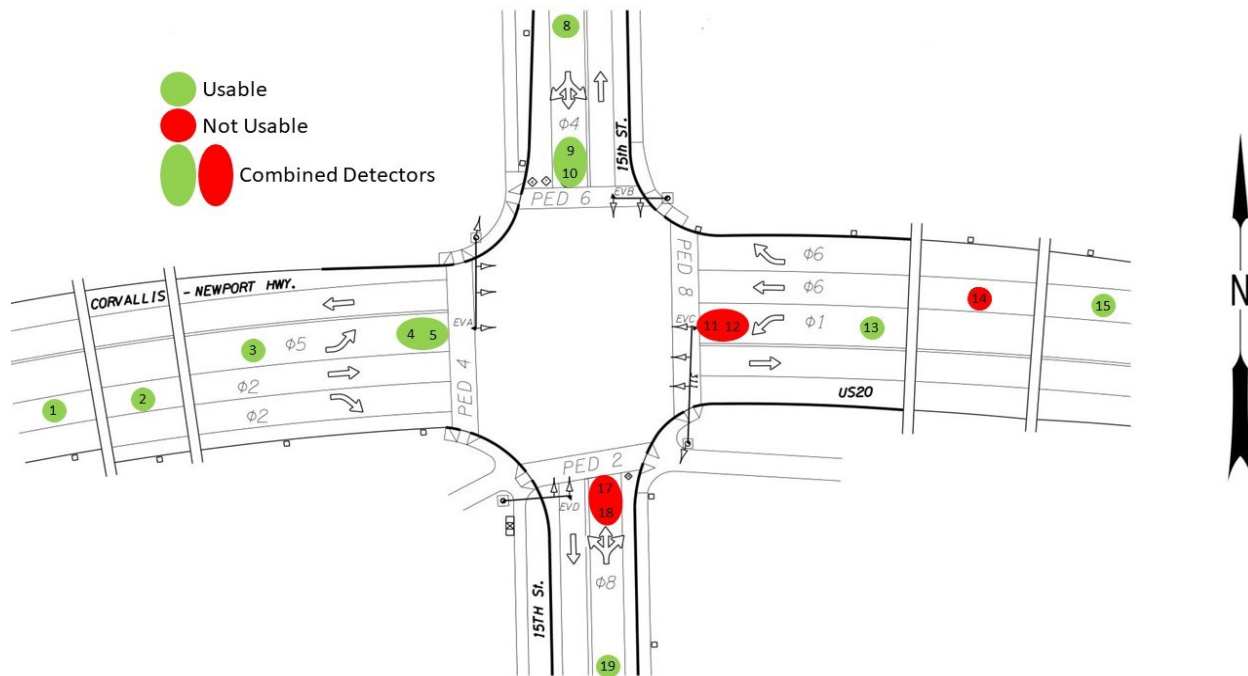 8
Usable
Not Usable
Combined Detectors
φ4
9
10
15th ST.
PED 6
EVB
N
CORVALLIS - NEWPORT HWY.
PED 8
φ6
φ6
14
15
EVA
EVC
11 12
φ1
13
4 5
3
φ5
φ2
φ2
1
2
PED 4
US20
PED 2
17
18
EVD
φ8
15TH St.
19